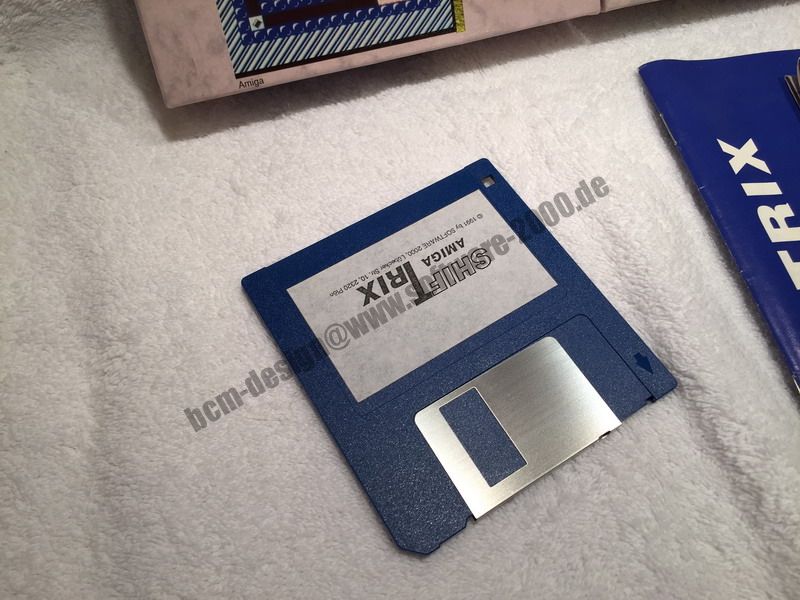 Amiga
TRIX
SHIFT
TRIX
AMIGA
© 1991 by SOFTWARE 2000, Lübecker Str. 10, 2320 Plön
bcm-design@www.software-2000.de